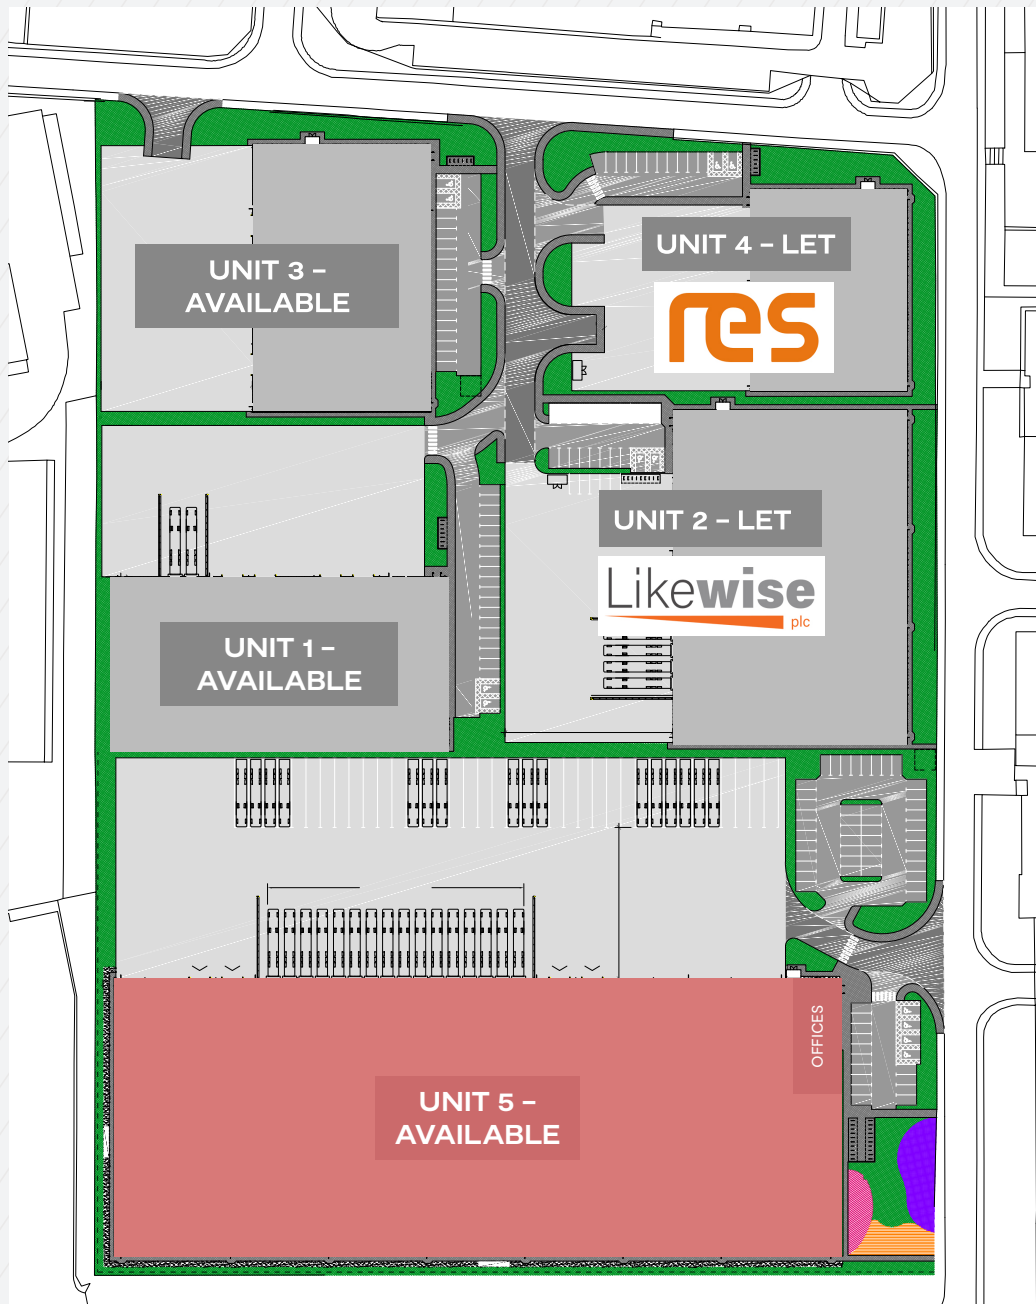 UNIT 3 –
AVAILABLE
UNIT 4 – LET
res
UNIT 2 – LET
Likewise
plc
UNIT 1 –
AVAILABLE
OFFICES
UNIT 5 –
AVAILABLE